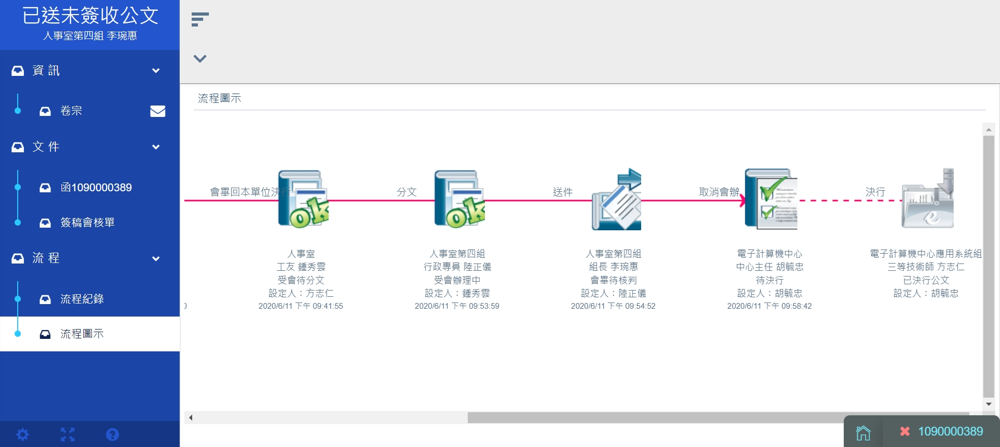 已送未簽收公文
人事室第四組 李琬惠
資 訊
卷宗
文 件
函1090000389
簽稿會核單
流 程
流程紀錄
流程圖示
流程圖示
會畢回本單位決行
分文
送件
取消會辦
決行
人事室
工友 鍾秀雲
受會待分文
設定人：方志仁
2020/6/11 下午 09:41:55
人事室第四組
行政專員 陸正儀
受會辦理中
設定人：鍾秀雲
2020/6/11 下午 09:53:59
人事室第四組
組長 李琬惠
會畢待核判
設定人：陸正儀
2020/6/11 下午 09:54:52
電子計算機中心
中心主任 胡毓忠
待決行
設定人：胡毓忠
2020/6/11 下午 09:58:42
電子計算機中心應用系統組
三等技術師 方志仁
已決行公文
設定人：胡毓忠
ok
ok
e
1090000389